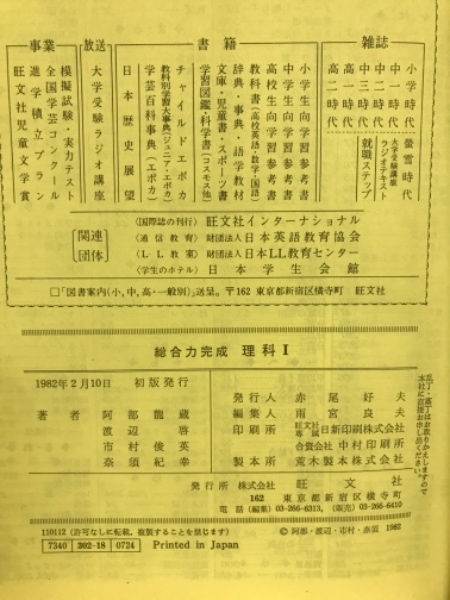 雑誌
小学時代
中一時代
中二時代
中三時代
高一時代
高二時代
螢雪時代
大学受験講座
ラジオテキスト
就職ステップ
書籍
小学生向学習参考書
中学生向学習参考書
高校生向学習参考書
教科書(高校英語・数学・国語)
辞典・事典・語学教材
文庫・児童書・スポーツ書
学習図鑑・科学書(コスモス他)
チャイルドエポカ
教科別学習大事典(ジュニア・エポカ)
学芸百科事典(エポカ)
日本歴史展望
放送
大学受験ラジオ講座
事業
模擬試験・実力テスト
全国学芸コンクール
進学積立プラン
旺文社児童文学賞
関連団体
〈国際誌の刊行〉 旺文社インターナショナル
〈通信教育〉 財団法人 日本英語教育協会
〈LL教室〉 財団法人 日本LL教育センター
〈学生のホテル〉 日本学生会館
□「図書案内(小,中,高・一般別)」送呈。〒162 東京都新宿区横寺町 旺文社
総合力完成 理科Ⅰ
1982年2月10日 初版発行
著者 阿部龍蔵
渡辺啓
市村俊英
奈須紀幸
発行人 赤尾好夫
編集人 雨宮良夫
印刷所 旺文社専属 日新印刷株式会社
合資会社 中村印刷所
製本所 荒木製本株式会社
発行所 株式会社 旺文社
162 東京都新宿区横寺町
電話 (編集) 03-266-6313, (販売) 03-266-6410
乱丁・落丁はお取りかえしますので
本社に直接お申し出ください。
110112 (許可なしに転載, 複製することを禁じます)
© 阿部・渡辺・市村・奈須 1982
7340 302-18 0724 Printed in Japan